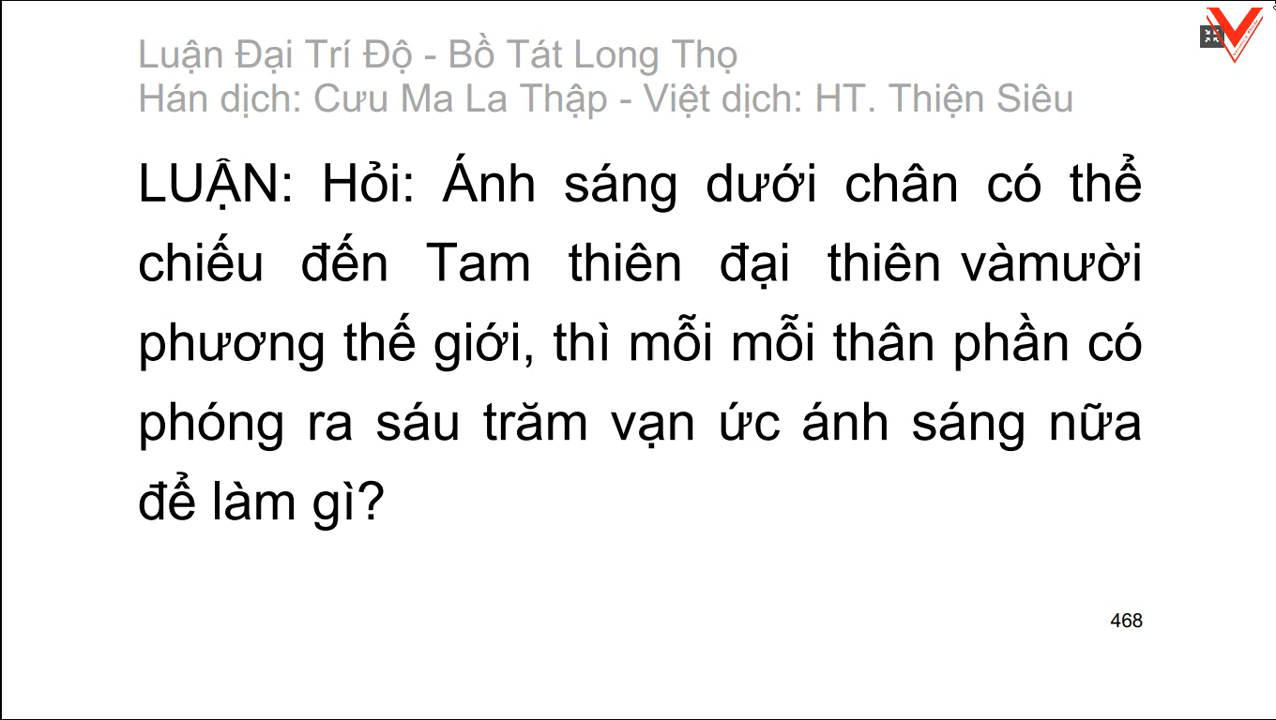 Luận Đại Trí Độ - Bồ Tát Long Thọ
Hán dịch: Cưu Ma La Thập - Việt dịch: HT. Thiện Siêu
LUẬN: Hỏi: Ánh sáng dưới chân có thể
chiếu đến Tam thiên đại thiên vàmười
phương thế giới, thì mỗi mỗi thân phần có
phóng ra sáu trăm vạn ức ánh sáng nữa
để làm gì?
468